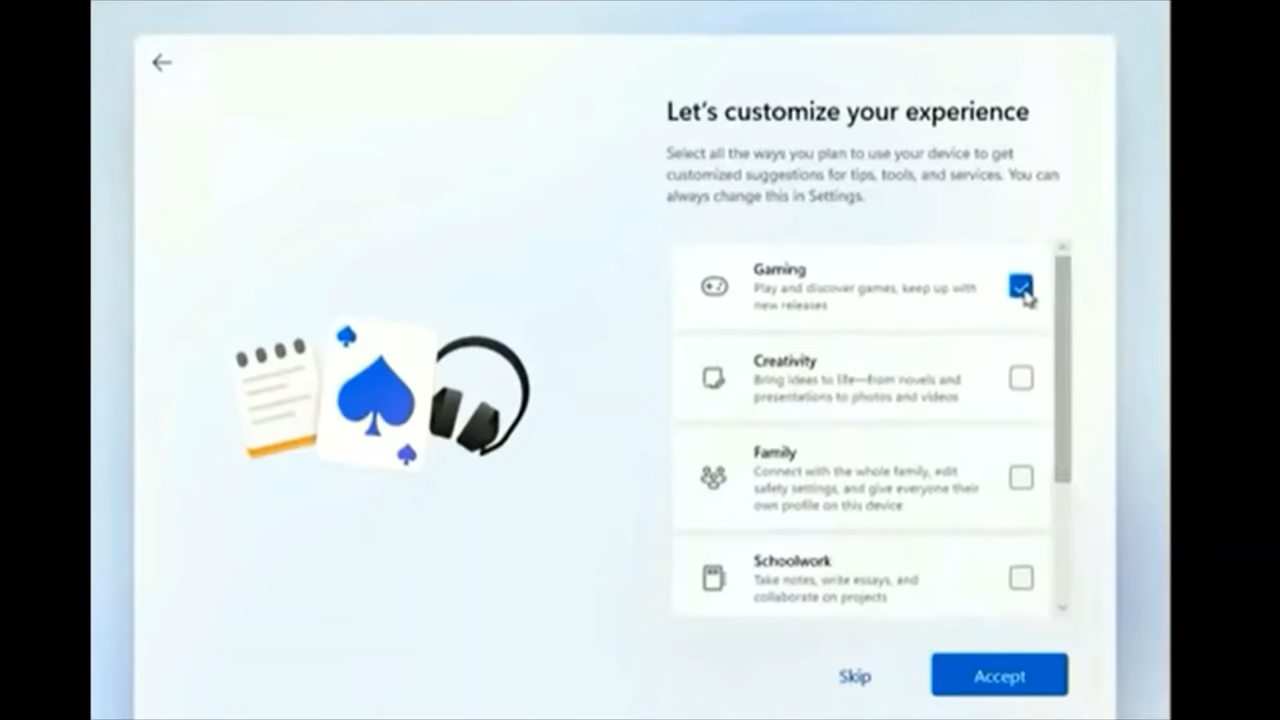 Let's customize your experience
Select all the ways you plan to use your device to get
customized suggestions for tips, tools, and services. You can
always change this in Settings.
Gaming
Play and discover games, keep up with
new releases
Creativity
Bring ideas to life—from novels and
presentations to photos and videos
Family
Connect with the whole family, edit
safety settings, and give everyone their
own profile on this device
Schoolwork
Take notes, write essays, and
collaborate on projects
Skip
Accept